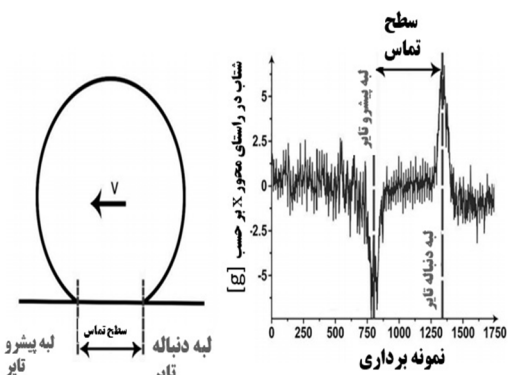 V
سطح تماس
لبه پیشرو
تایر
لبه دنباله
تایر
سطح
تماس
لبه پیشرو تایر
لبه دنباله تایر
شتاب در راستای محور X بر حسب [g]
5
2.5
0
-2.5
-5
0 250 500 750 1000 1250 1500 1750
نمونه برداری